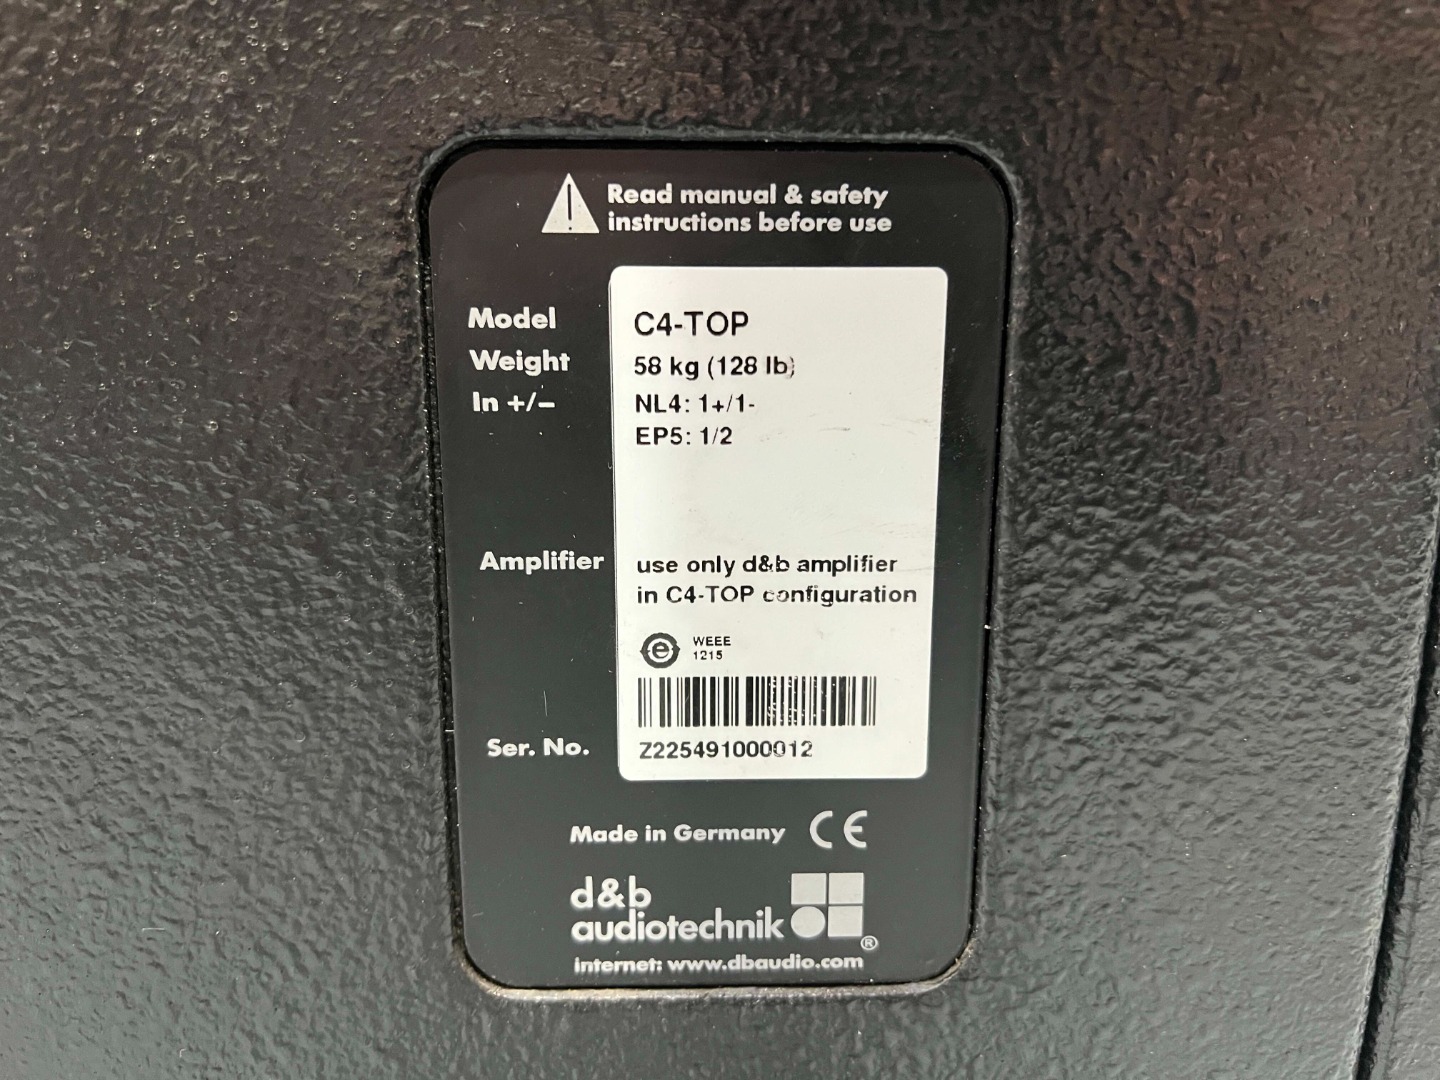 Read manual & safety
instructions before use
Model C4-TOP
Weight 58 kg (128 lb)
In +/– NL4: 1+/1-
EP5: 1/2
Amplifier use only d&b amplifier
in C4-TOP configuration
e WEEE
1215
Ser. No. Z225491000012
Made in Germany CE
d&b
audiotechnik ®
internet: www.dbaudio.com